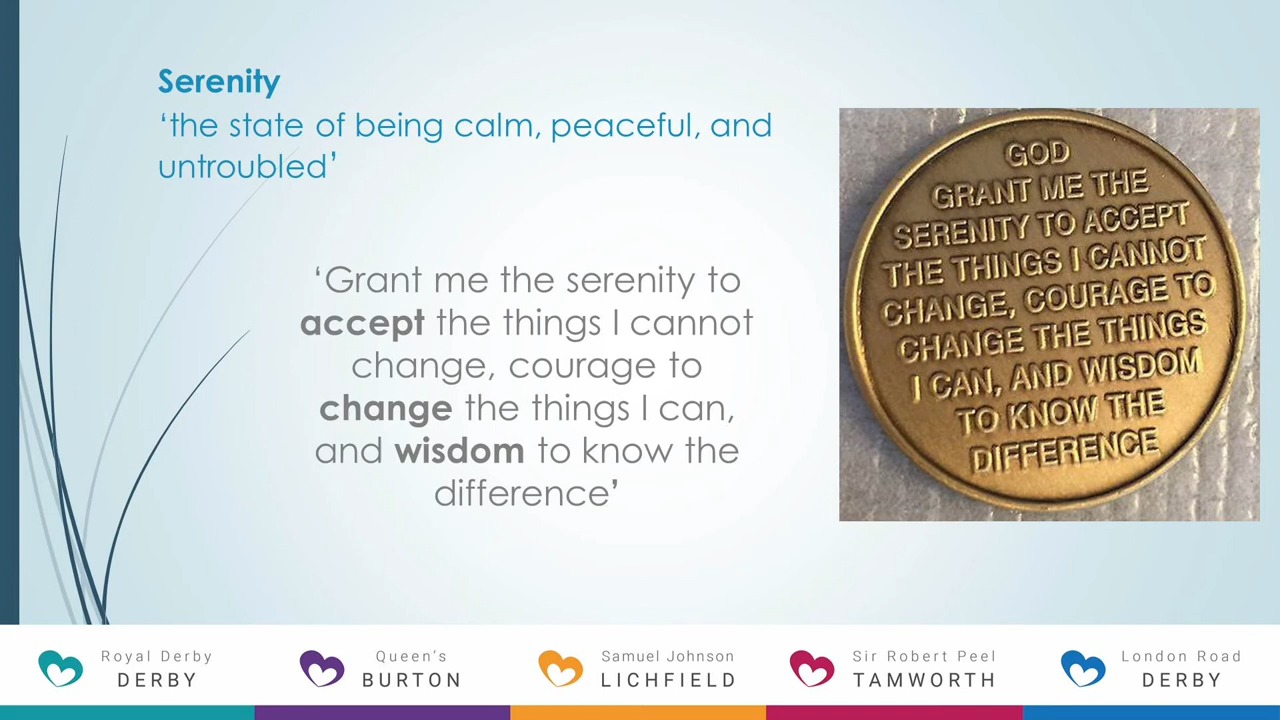 Serenity
‘the state of being calm, peaceful, and
untroubled’
‘Grant me the serenity to
accept the things I cannot
change, courage to
change the things I can,
and wisdom to know the
difference’
GOD
GRANT ME THE
SERENITY TO ACCEPT
THE THINGS I CANNOT
CHANGE, COURAGE TO
CHANGE THE THINGS
I CAN, AND WISDOM
TO KNOW THE
DIFFERENCE
Royal Derby
DERBY
Queen's
BURTON
Samuel Johnson
LICHFIELD
Sir Robert Peel
TAMWORTH
London Road
DERBY